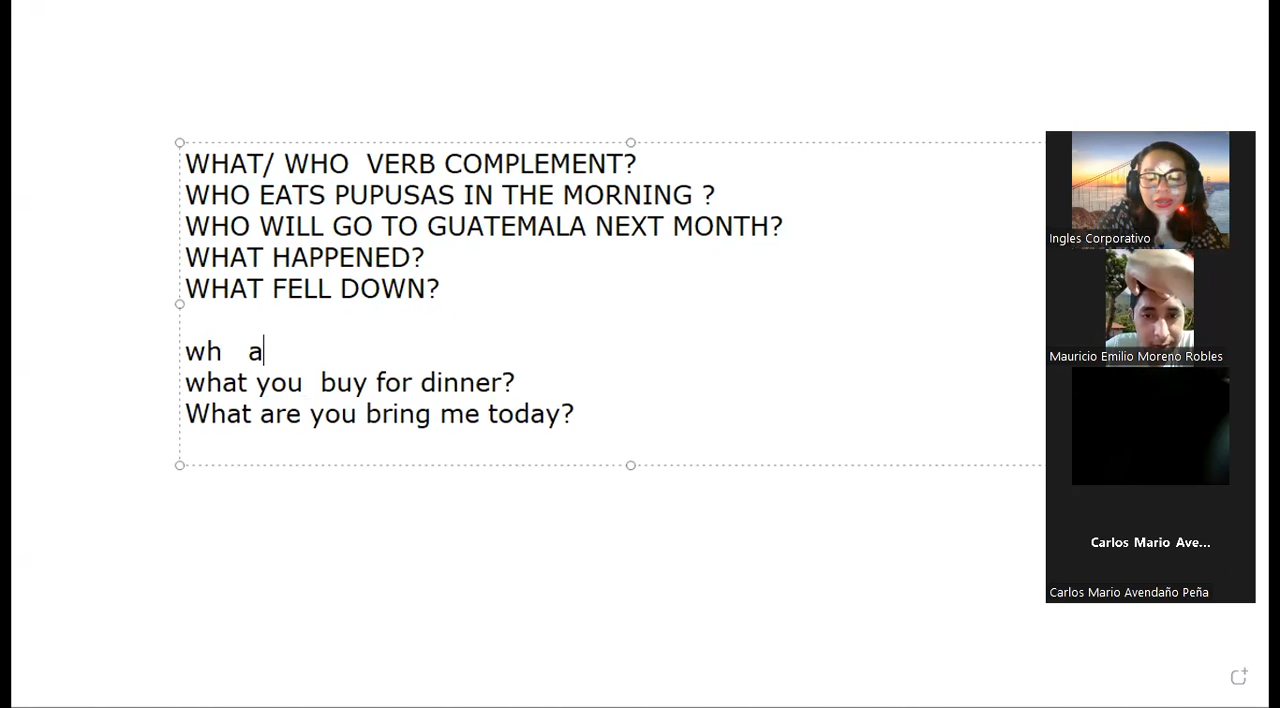 WHAT/ WHO VERB COMPLEMENT?
WHO EATS PUPUSAS IN THE MORNING ?
WHO WILL GO TO GUATEMALA NEXT MONTH?
WHAT HAPPENED?
WHAT FELL DOWN?
wh a
what you buy for dinner?
What are you bring me today?
Ingles Corporativo
Mauricio Emilio Moreno Robles
Carlos Mario Ave...
Carlos Mario Avendaño Peña